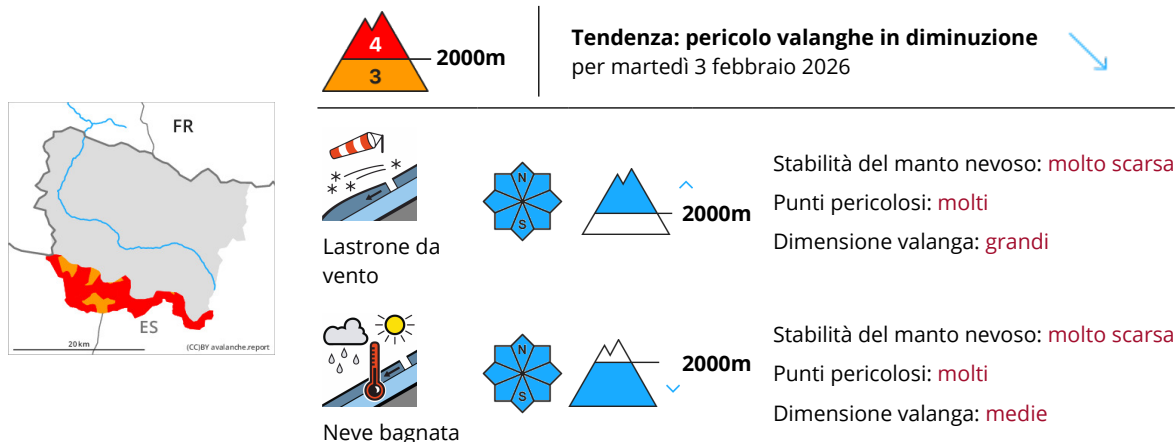 4
3
2000m
Tendenza: pericolo valanghe in diminuzione
per martedì 3 febbraio 2026
FR
ES
20 km
(CC)BY avalanche.report
Lastrone da
vento
N
S
2000m
Stabilità del manto nevoso: molto scarsa
Punti pericolosi: molti
Dimensione valanga: grandi
Neve bagnata
N
S
2000m
Stabilità del manto nevoso: molto scarsa
Punti pericolosi: molti
Dimensione valanga: medie